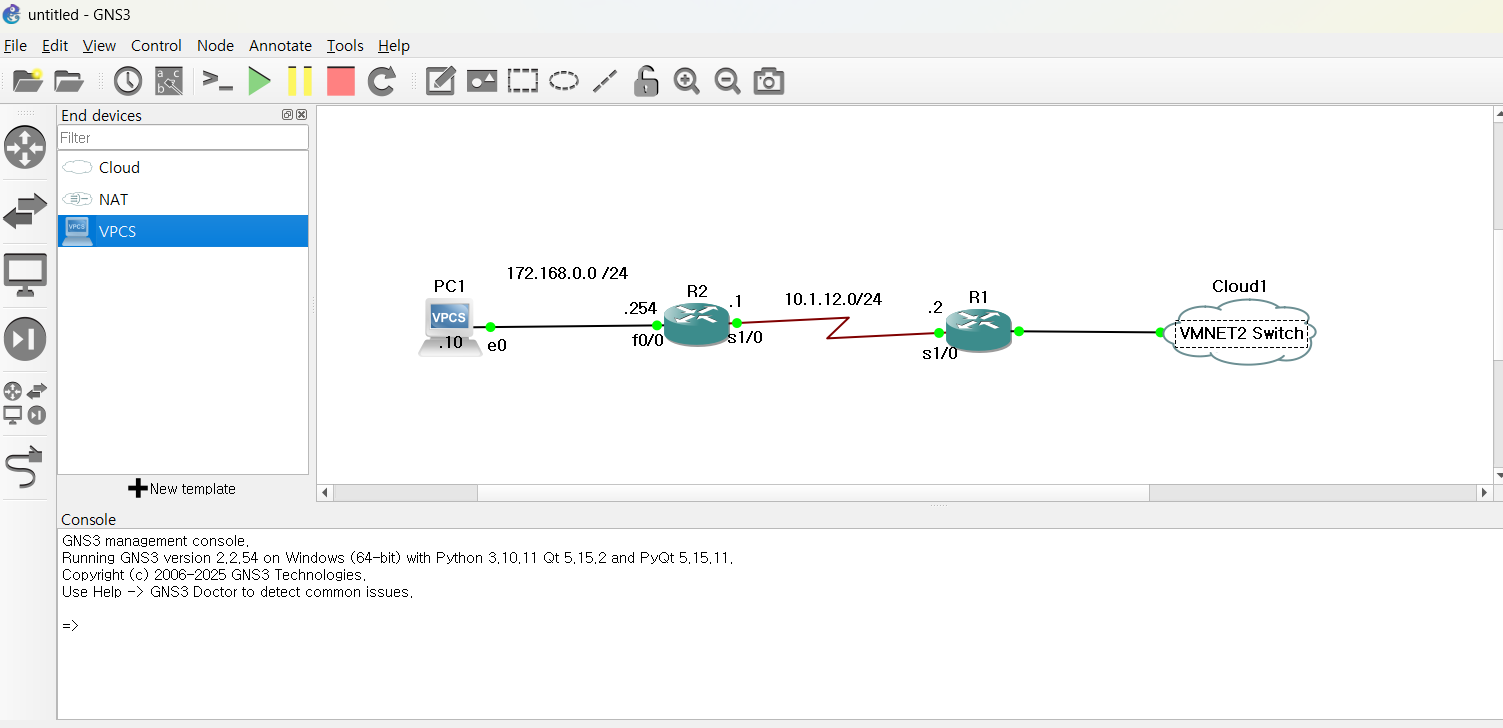 untitled - GNS3
File Edit View Control Node Annotate Tools Help
End devices
Filter
Cloud
NAT
VPCS
New template
172.168.0.0 /24
PC1
VPCS
.10
e0
.254
f0/0
R2
.1
s1/0
10.1.12.0/24
.2
R1
s1/0
Cloud1
VMNET2 Switch
Console
GNS3 management console.
Running GNS3 version 2.2.54 on Windows (64-bit) with Python 3.10.11 Qt 5.15.2 and PyQt 5.15.11.
Copyright (c) 2006-2025 GNS3 Technologies.
Use Help -> GNS3 Doctor to detect common issues.
=>